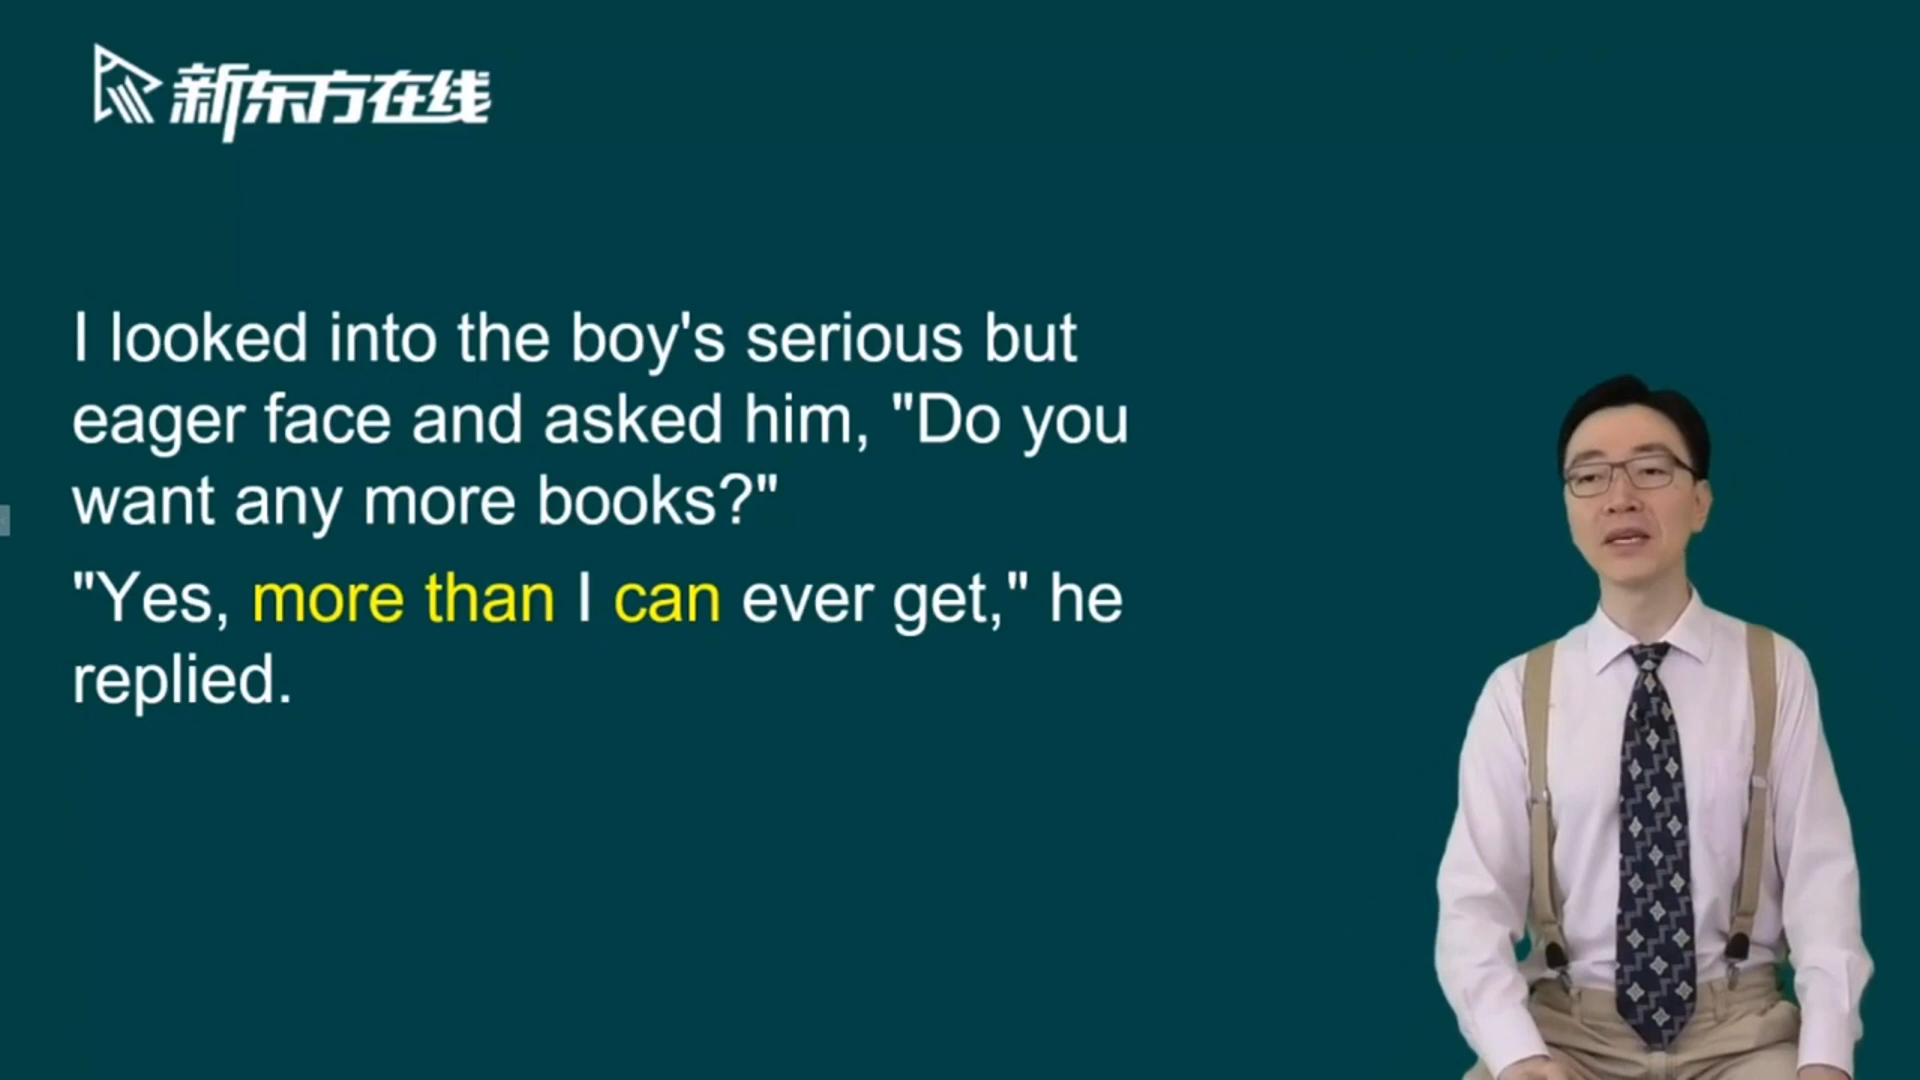 新东方在线
I looked into the boy's serious but
eager face and asked him, "Do you
want any more books?"
"Yes, more than I can ever get," he
replied.